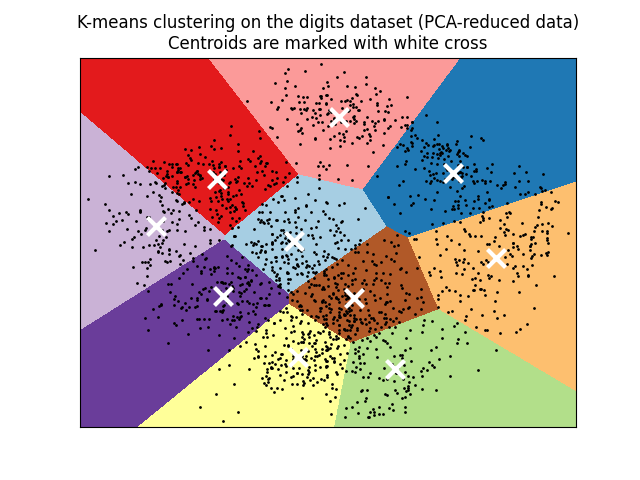 K-means clustering on the digits dataset (PCA-reduced data)
Centroids are marked with white cross